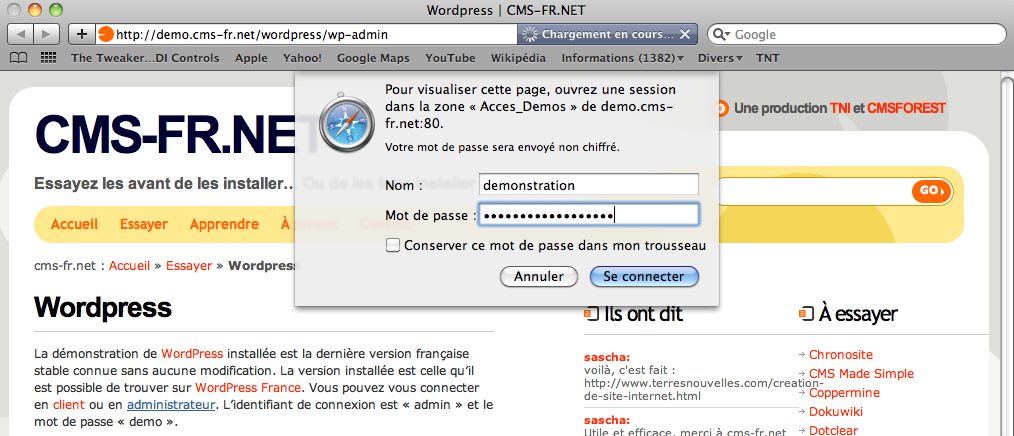 Wordpress | CMS-FR.NET
http://demo.cms-fr.net/wordpress/wp-admin
Chargement en cours...
Google
The Tweaker...DI Controls Apple Yahoo! Google Maps YouTube Wikipédia Informations (1382) Divers TNT
Pour visualiser cette page, ouvrez une session
dans la zone « Acces_Demos » de demo.cms-
fr.net:80.
Votre mot de passe sera envoyé non chiffré.
Nom :
demonstration
Mot de passe :
••••••••••••••••••
Conserver ce mot de passe dans mon trousseau
Annuler
Se connecter
Une production TNI et CMSFOREST
CMS-FR.NET
Essayez les avant de les installer... Ou de les faire installer
GO
Accueil Essayer Apprendre À propos Contact
cms-fr.net : Accueil » Essayer » Wordpress
Wordpress
La démonstration de WordPress installée est la dernière version française
stable connue sans aucune modification. La version installée est celle qu'il
est possible de trouver sur WordPress France. Vous pouvez vous connecter
en client ou en administrateur. L'identifiant de connexion est « admin » et le
mot de passe « demo ».
Ils ont dit
sascha:
voilà, c'est fait :
http://www.terresnouvelles.com/creation-
de-site-internet.html
sascha:
Utile et efficace, merci à cms-fr.net
À essayer
Chronosite
CMS Made Simple
Coppermine
Dokuwiki
Dotclear